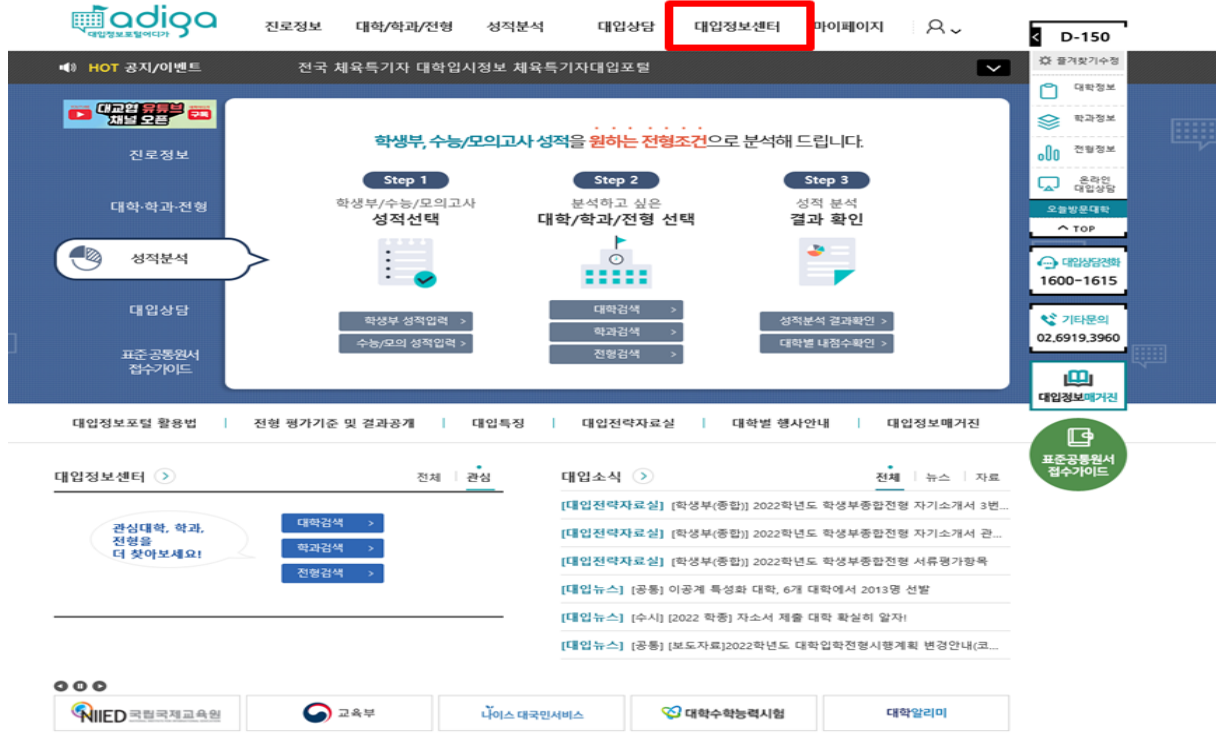 adiga
대입정보포털어디가
진로정보
대학/학과/전형
성적분석
대입상담
대입정보센터
마이페이지
HOT 공지/이벤트
전국 체육특기자 대학입시정보 체육특기자대입포털
대교협 유튜브
채널 오픈
구독
진로정보
대학·학과·전형
성적분석
대입상담
표준공통원서
접수가이드
학생부, 수능/모의고사 성적을 원하는 전형조건으로 분석해 드립니다.
Step 1
학생부/수능/모의고사
성적선택
학생부 성적입력 >
수능/모의 성적입력 >
Step 2
분석하고 싶은
대학/학과/전형 선택
대학검색 >
학과검색 >
전형검색 >
Step 3
성적 분석
결과 확인
성적분석 결과확인 >
대학별 내점수확인 >
D-150
즐겨찾기수정
대학정보
학과정보
전형정보
온라인
대입상담
오늘방문대학
TOP
대입상담전화
1600-1615
기타문의
02.6919.3960
대입정보매거진
표준공통원서
접수가이드
대입정보포털 활용법
전형 평가기준 및 결과공개
대입특징
대입전략자료실
대학별 행사안내
대입정보매거진
대입정보센터
전체
관심
관심대학, 학과,
전형을
더 찾아보세요!
대학검색 >
학과검색 >
전형검색 >
대입소식
전체
뉴스
자료
[대입전략자료실] [학생부(종합)] 2022학년도 학생부종합전형 자기소개서 3번...
[대입전략자료실] [학생부(종합)] 2022학년도 학생부종합전형 자기소개서 관...
[대입전략자료실] [학생부(종합)] 2022학년도 학생부종합전형 서류평가항목
[대입뉴스] [공통] 이공계 특성화 대학, 6개 대학에서 2013명 선발
[대입뉴스] [수시] [2022 학종] 자소서 제출 대학 확실히 알자!
[대입뉴스] [공통] [보도자료]2022학년도 대학입학전형시행계획 변경안내(코...
NIIED 국립국제교육원
교육부
나이스 대국민서비스
대학수학능력시험
대학알리미